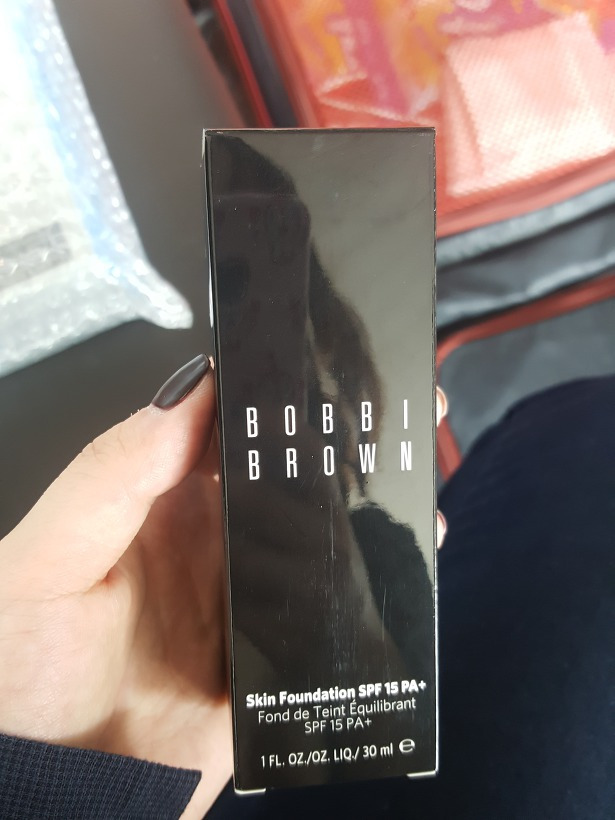 BOBBI
BROWN
Skin Foundation SPF 15 PA+
Fond de Teint Équilibrant
SPF 15 PA+
1 FL. OZ./OZ. LIQ./ 30 ml ℮